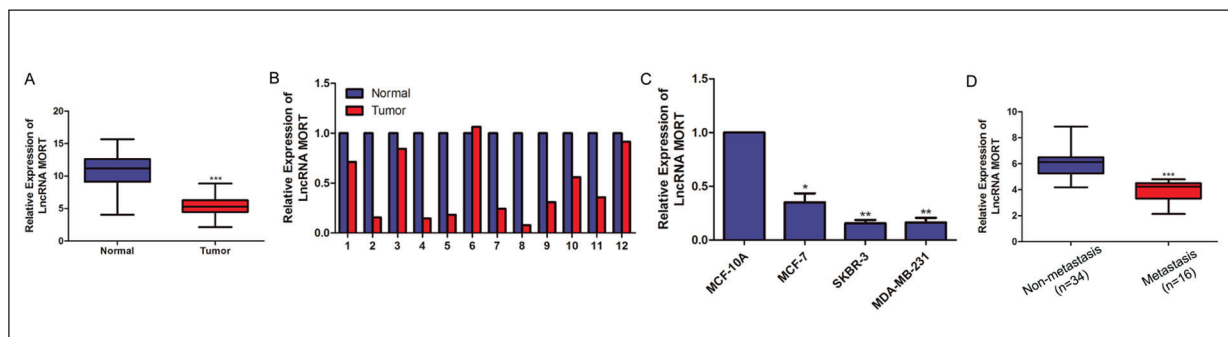 A
Relative Expression of
LncRNA MORT
20
15
10
5
0
***
Normal
Tumor
B
Relative Expression of
LncRNA MORT
1.5
1.0
0.5
0.0
Normal
Tumor
1 2 3 4 5 6 7 8 9 10 11 12
C
Relative Expression of
LncRNA MORT
1.5
1.0
0.5
0.0
*
**
**
MCF-10A
MCF-7
SKBR-3
MDA-MB-231
D
Relative Expression of
LncRNA MORT
10
8
6
4
2
0
***
Non-metastasis
(n=34)
Metastasis
(n=16)